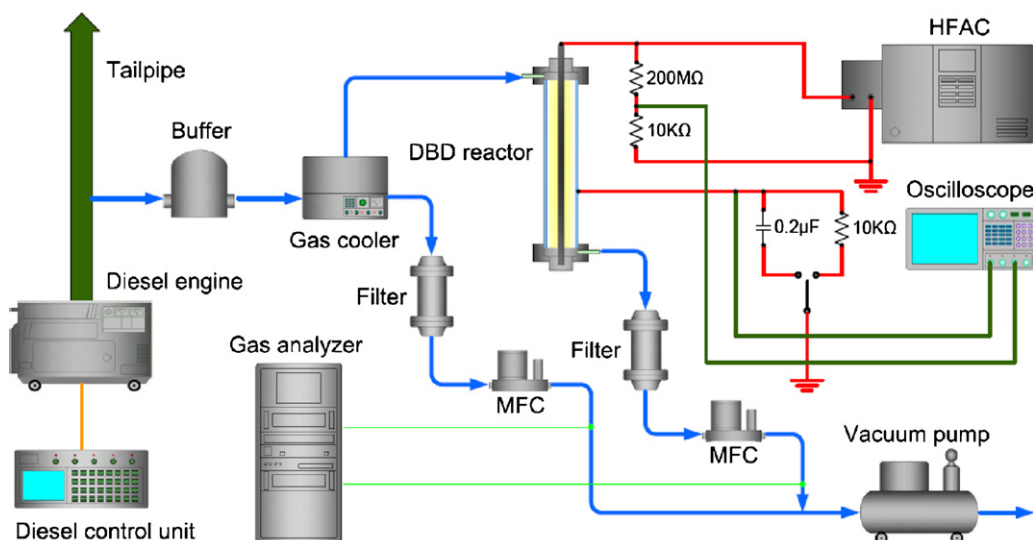 Tailpipe
Buffer
Gas cooler
DBD reactor
200MΩ
10KΩ
HFAC
Oscilloscope
0.2µF
10KΩ
Diesel engine
Filter
Filter
Gas analyzer
MFC
MFC
Vacuum pump
Diesel control unit